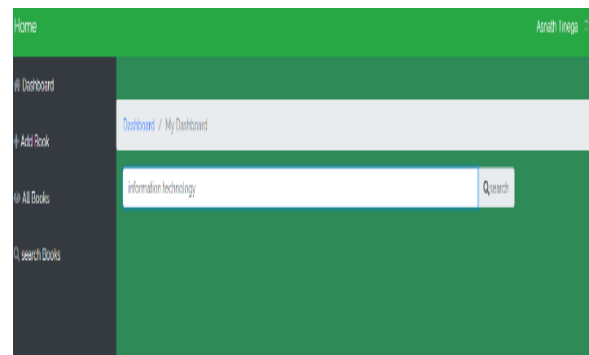 Home
Asnath Tinega
Dashboard
Add Book
All Books
search Books
Dashboard / My Dashboard
information technology
search